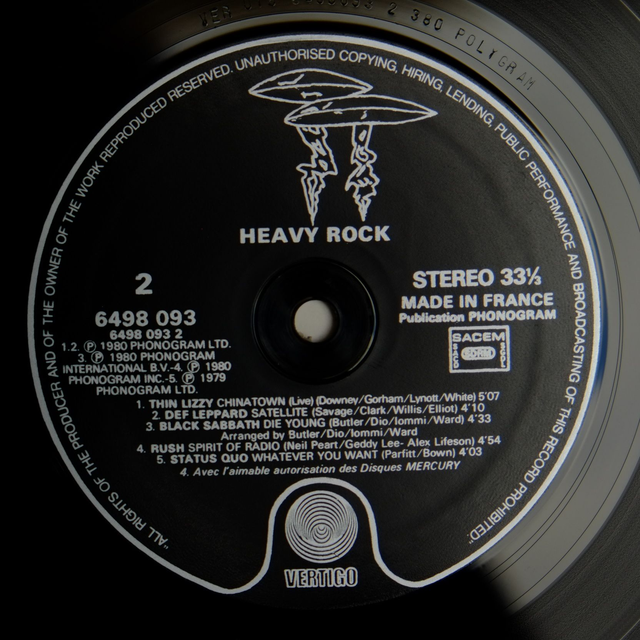 2 380 POLYGRAM
"ALL RIGHTS OF THE PRODUCER AND OF THE OWNER OF THE WORK REPRODUCED RESERVED. UNAUTHORISED COPYING, HIRING, LENDING, PUBLIC PERFORMANCE AND BROADCASTING OF THIS RECORD PROHIBITED."
HEAVY ROCK
2
6498 093
6498 093 2
1.2. Ⓟ 1980 PHONOGRAM LTD.
3. Ⓟ 1980 PHONOGRAM
INTERNATIONAL B.V.-4. Ⓟ 1980
PHONOGRAM INC.-5. Ⓟ 1979
PHONOGRAM LTD.
STEREO 33⅓
MADE IN FRANCE
Publication PHONOGRAM
SACEM
1. THIN LIZZY CHINATOWN (Live) (Downey/Gorham/Lynott/White) 5'07
2. DEF LEPPARD SATELLITE (Savage/Clark/Willis/Elliot) 4'10
3. BLACK SABBATH DIE YOUNG (Butler/Dio/Iommi/Ward) 4'33
Arranged by Butler/Dio/Iommi/Ward
4. RUSH SPIRIT OF RADIO (Neil Peart/Geddy Lee- Alex Lifeson) 4'54
5. STATUS QUO WHATEVER YOU WANT (Parfitt/Bown) 4'03
4. Avec l'aimable autorisation des Disques MERCURY
VERTIGO